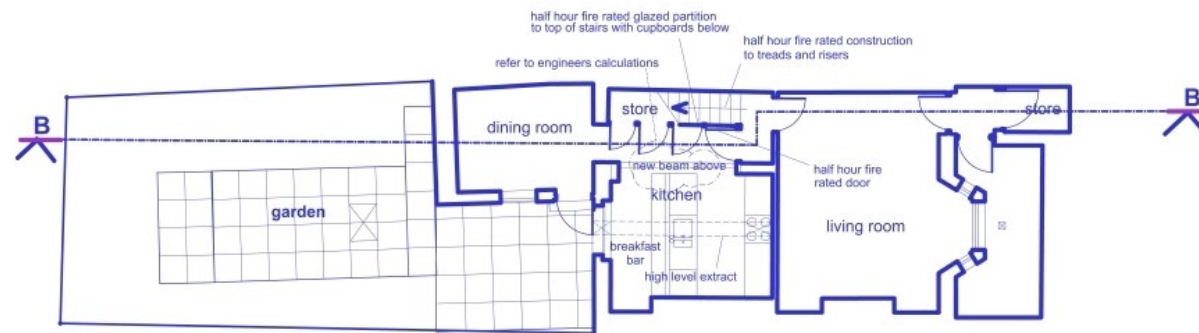 half hour fire rated glazed partition
to top of stairs with cupboards below
half hour fire rated construction
to treads and risers
refer to engineers calculations
B
B
store
store
dining room
new beam above
half hour fire
rated door
kitchen
garden
living room
breakfast
bar
high level extract